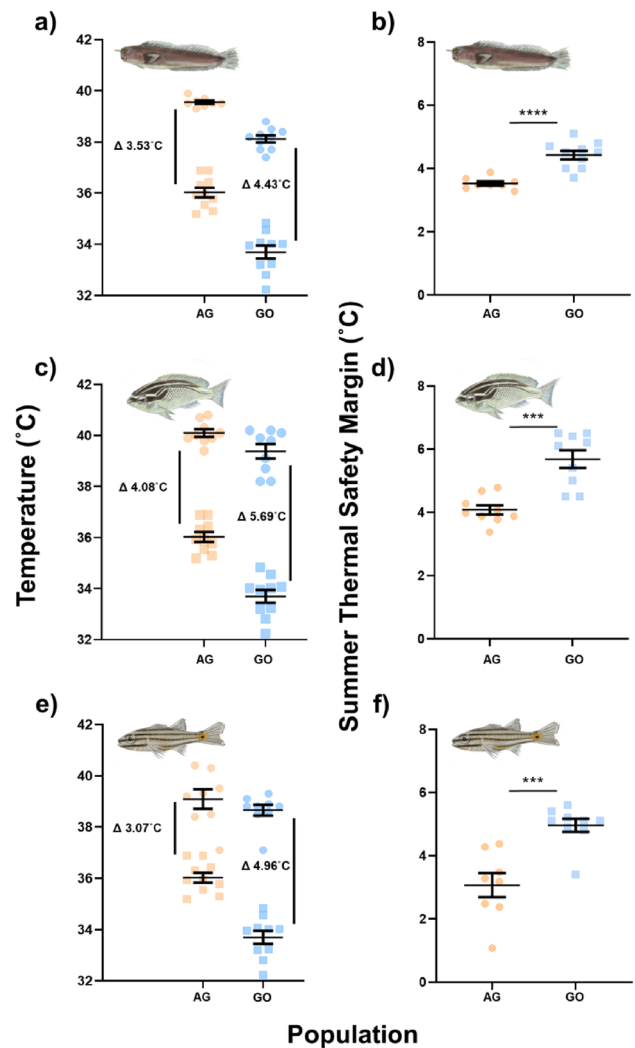 a)
42
40
38
36
34
32
Δ 3.53˚C
Δ 4.43˚C
AG GO
b)
8
6
4
2
0
****
AG GO
c)
42
40
38
36
34
32
Δ 4.08˚C
Δ 5.69˚C
AG GO
d)
8
6
4
2
0
***
AG GO
e)
42
40
38
36
34
32
Δ 3.07˚C
Δ 4.96˚C
AG GO
f)
8
6
4
2
0
***
AG GO
Temperature (˚C)
Summer Thermal Safety Margin (˚C)
Population